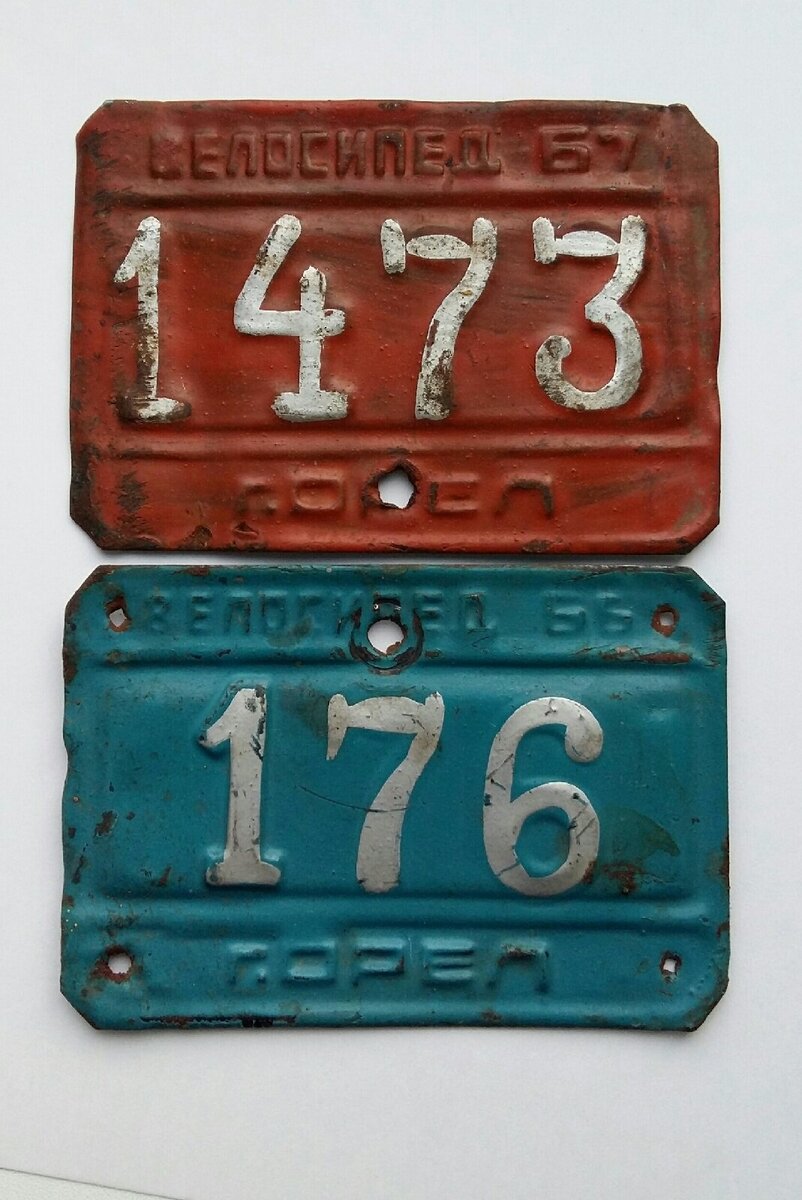 ВЕЛОСИПЕД 67
1473
г. ОРЕЛ
ВЕЛОСИПЕД 66
176
г. ОРЕЛ